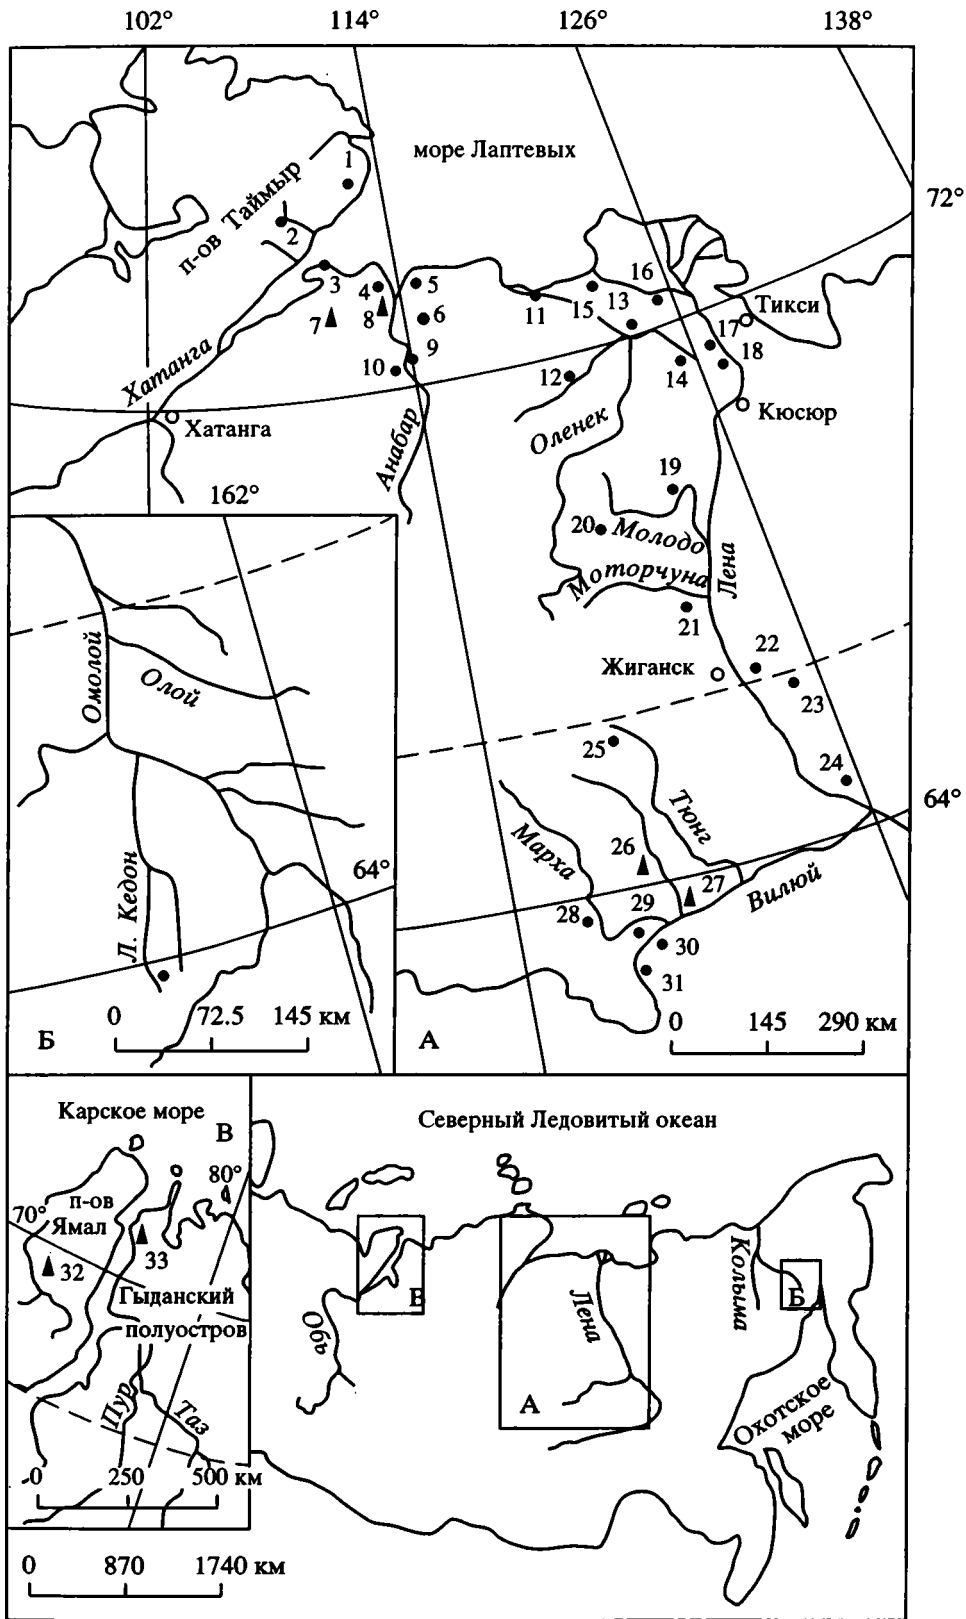 102° 114° 126° 138°
море Лаптевых
72°
п-ов Таймыр
1
2
3
4
5
6
7
8
9
10
11
15
13
16
Тикси
17
18
12
14
Кюсюр
Хатанга
Хатанга
Анабар
Оленек
19
20
Молодо
Моторчуна
Лена
21
22
Жиганск
23
24
25
64°
Тюнг
Марха
26
27
Вилюй
28
29
30
31
0 145 290 км
А
162°
Омолой
Олой
64°
Л. Кедон
0 72.5 145 км
Б
Карское море
В
80°
70°
п-ов
Ямал
32
33
Гыданский
полуостров
Пур
Таз
0 250 500 км
Северный Ледовитый океан
В
Обь
Лена
А
Колыма
Б
Охотское
море
0 870 1740 км